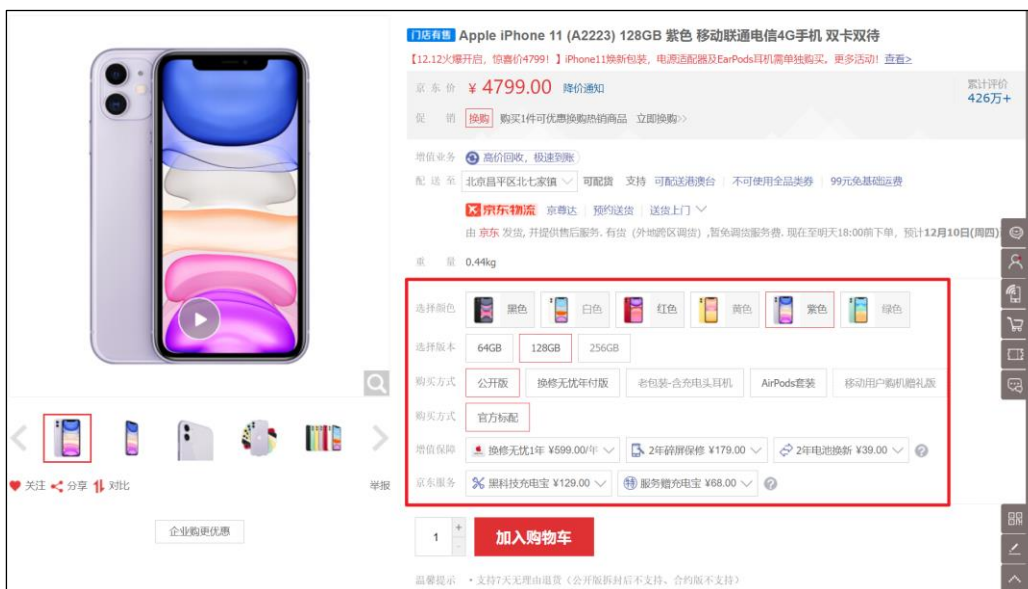 门店有售 Apple iPhone 11 (A2223) 128GB 紫色 移动联通电信4G手机 双卡双待
【12.12火爆开启，惊喜价4799！】iPhone11焕新包装，电源适配器及EarPods耳机需单独购买。更多活动！查看>
京东价 ￥4799.00 降价通知
累计评价
426万+
促销 换购 购买1件可优惠换购热销商品 立即换购>>
增值业务 高价回收，极速到账
配送至 北京昌平区北七家镇 可配货 支持 可配送港澳台 不可使用全品类券 99元免基础运费
京东物流 京尊达 预约送货 送货上门
由 京东 发货, 并提供售后服务. 有货（外地跨区调货）,暂免调货服务费. 现在至明天18:00前下单，预计12月10日(周四)
重量 0.44kg
选择颜色 黑色 白色 红色 黄色 紫色 绿色
选择版本 64GB 128GB 256GB
购买方式 公开版 换修无忧年付版 老包装-含充电头耳机 AirPods套装 移动用户购机赠礼版
购买方式 官方标配
增值保障 换修无忧1年 ¥599.00/年 2年碎屏保修 ¥179.00 2年电池换新 ¥39.00 ?
京东服务 黑科技充电宝 ¥129.00 服务赠充电宝 ¥68.00 ?
关注 分享 对比 举报
企业购更优惠
1 + - 加入购物车
温馨提示 ·支持7天无理由退货（公开版拆封后不支持、合约版不支持）